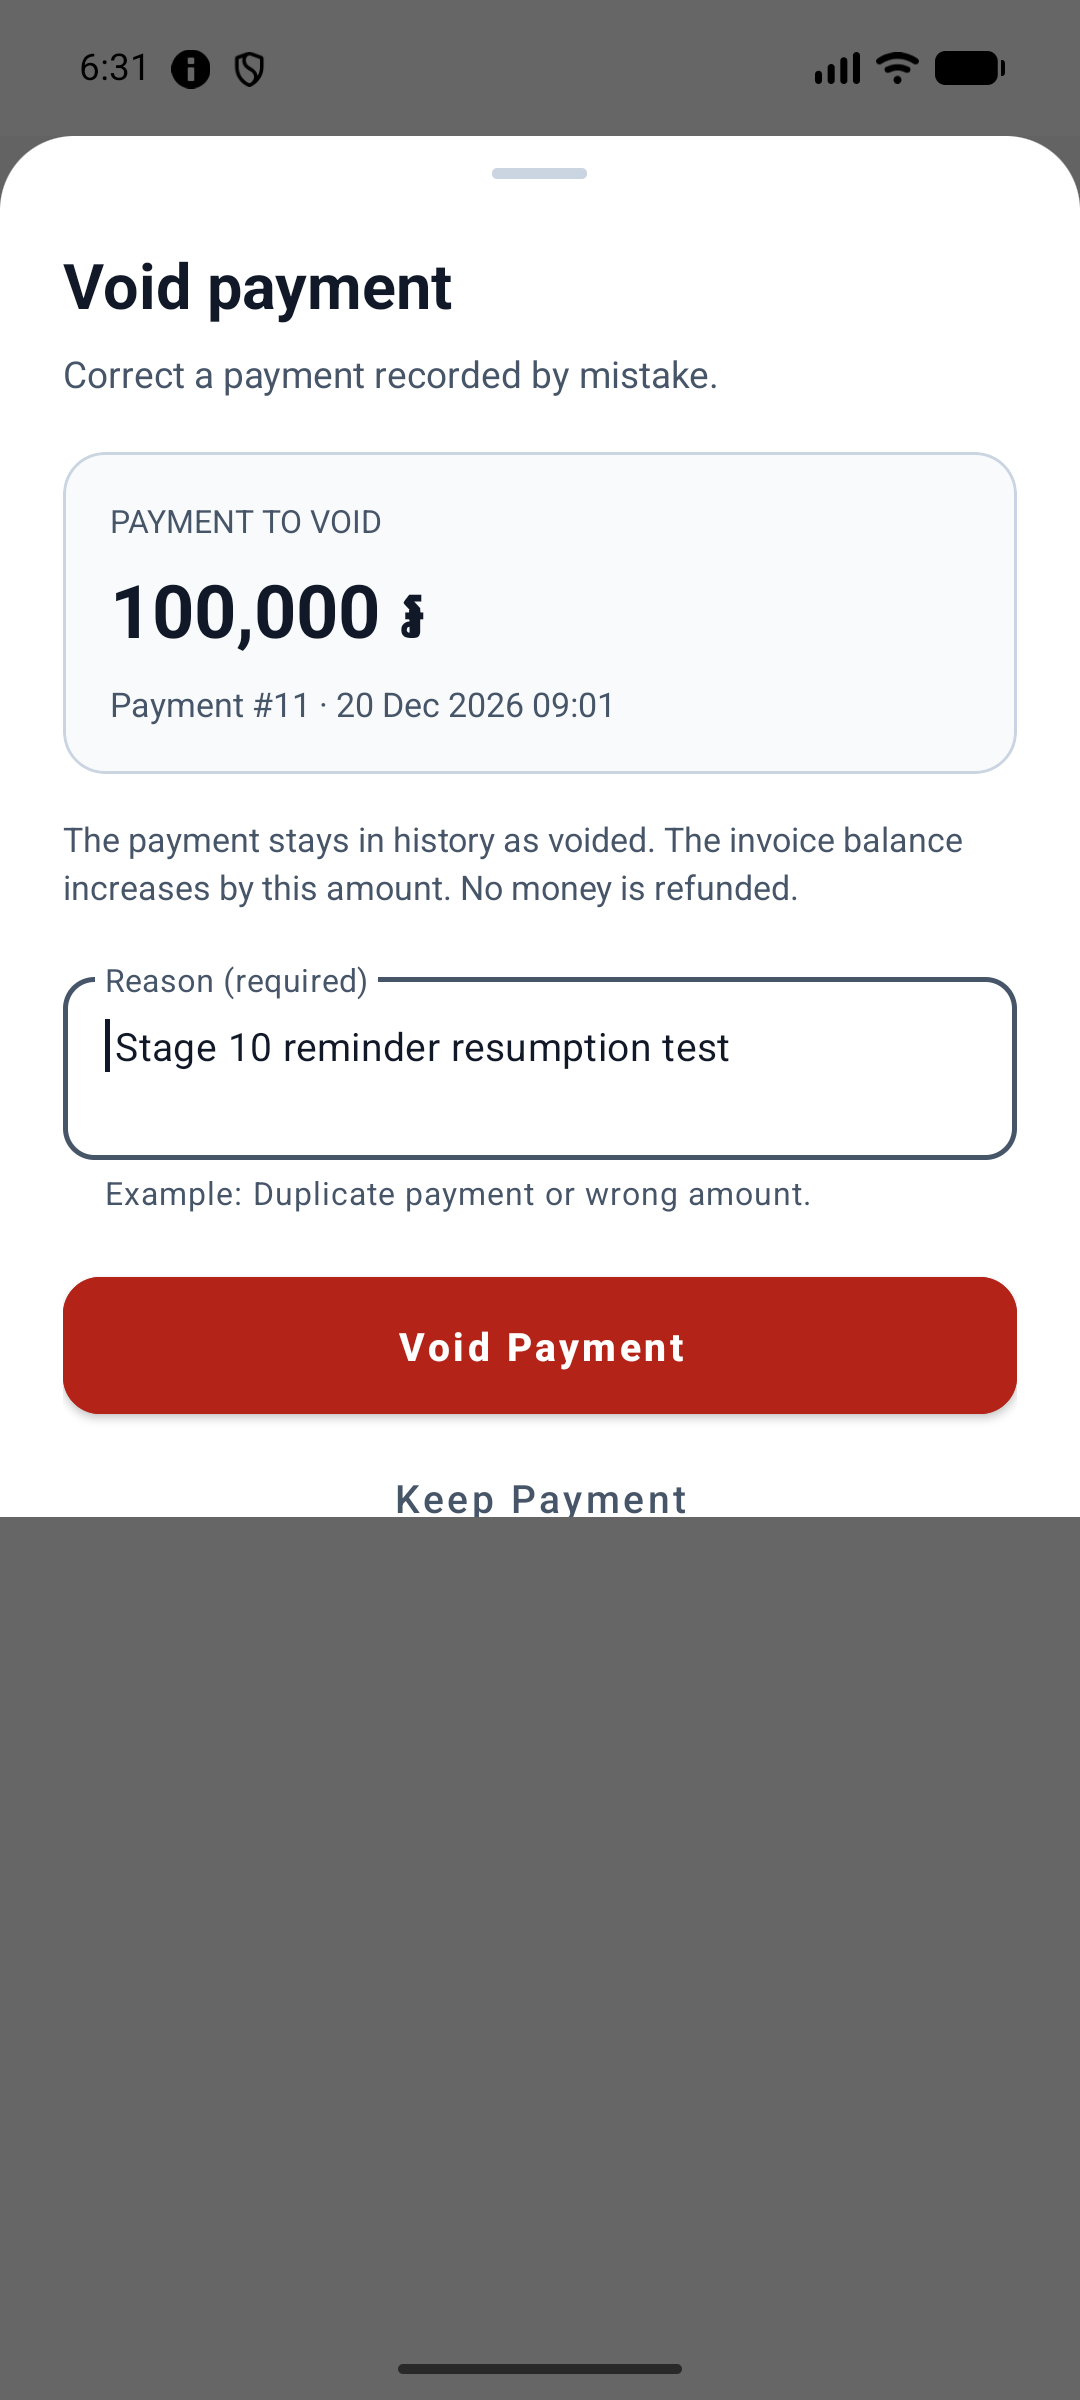 6:31
Void payment
Correct a payment recorded by mistake.
PAYMENT TO VOID
100,000
Payment #11 · 20 Dec 2026 09:01
The payment stays in history as voided. The invoice balance
increases by this amount. No money is refunded.
Reason (required)
Stage 10 reminder resumption test
Example: Duplicate payment or wrong amount.
Void Payment
Keep Payment